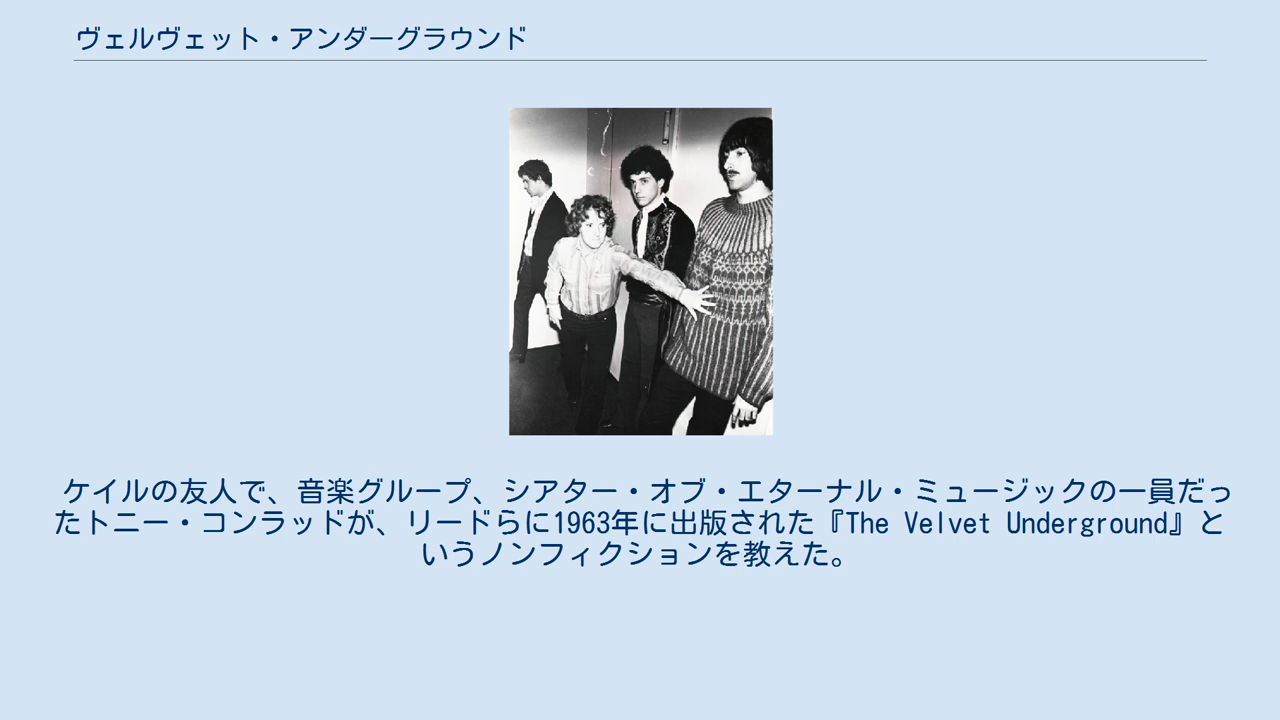 ヴェルヴェット・アンダーグラウンド
ケイルの友人で、音楽グループ、シアター・オブ・エターナル・ミュージックの一員だっ
たトニー・コンラッドが、リードらに1963年に出版された『The Velvet Underground』と
いうノンフィクションを教えた。